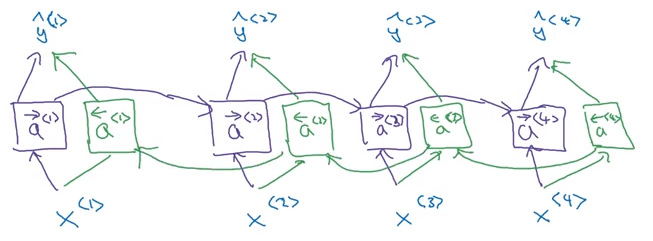 ŷ<1> ŷ<2> ŷ<3> ŷ<4>
→a<1> ←a<1> →a<2> ←a<2> →a<3> ←a<3> →a<4> ←a<4>
x<1> x<2> x<3> x<4>